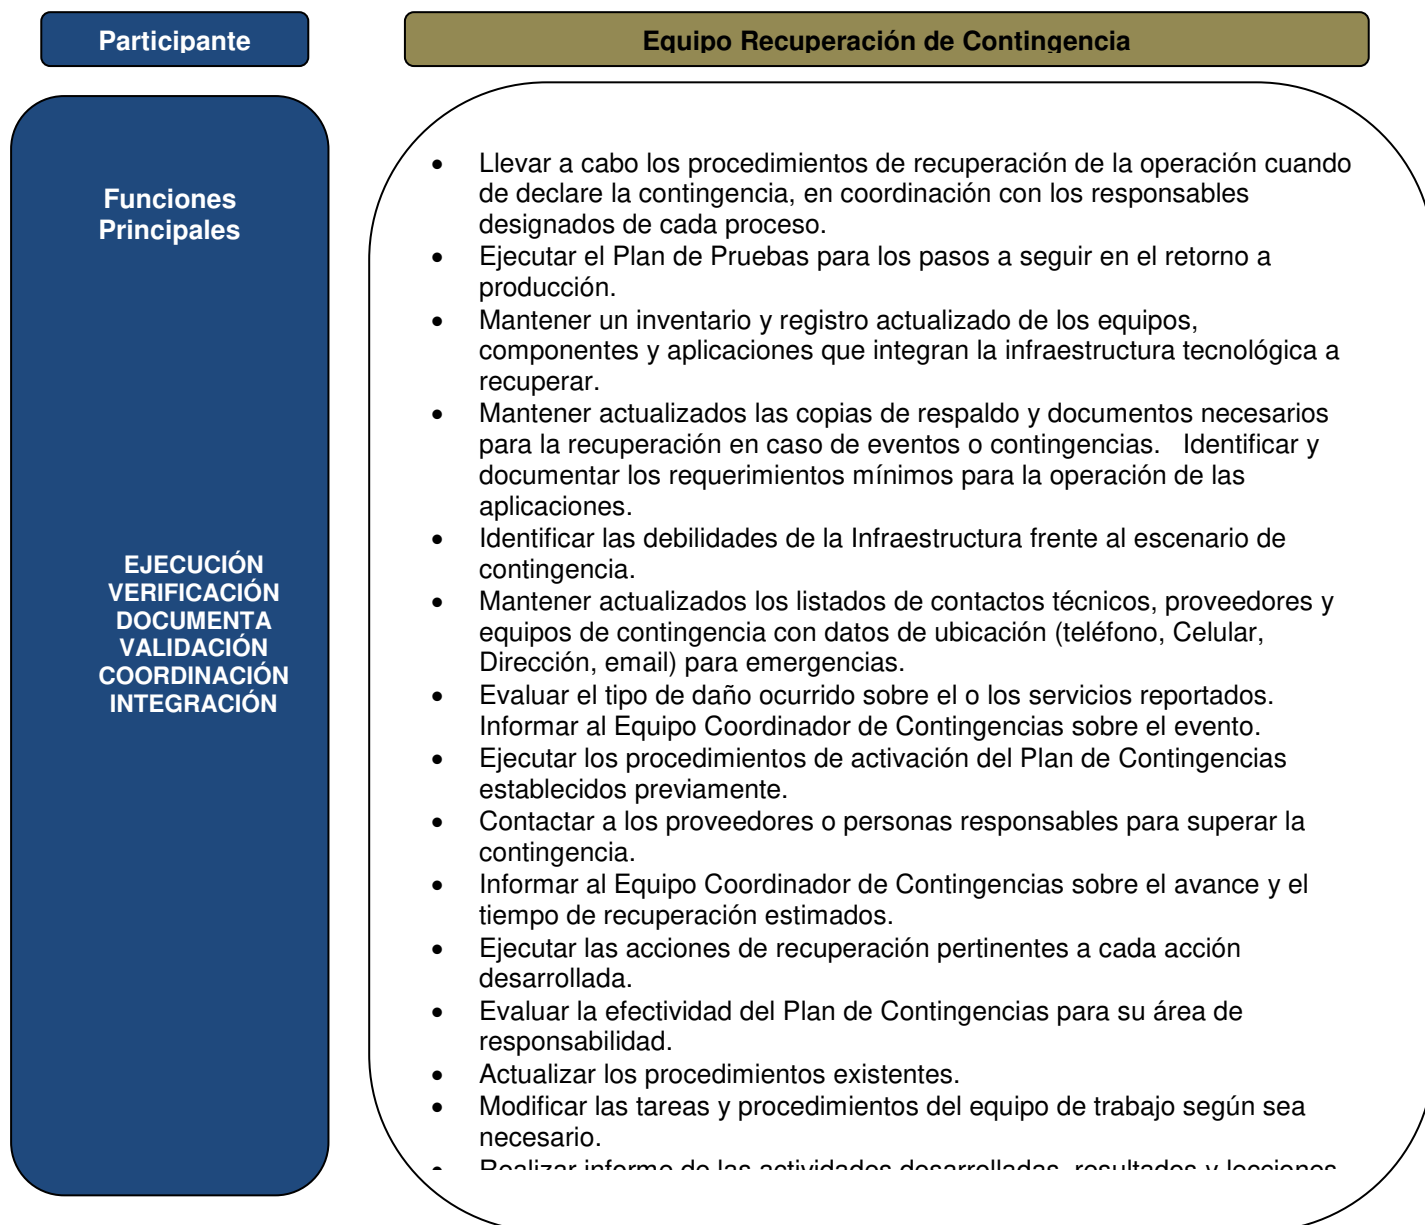 Participante
Equipo Recuperación de Contingencia
Funciones
Principales
EJECUCIÓN
VERIFICACIÓN
DOCUMENTA
VALIDACIÓN
COORDINACIÓN
INTEGRACIÓN
• Llevar a cabo los procedimientos de recuperación de la operación cuando
de declare la contingencia, en coordinación con los responsables
designados de cada proceso.
• Ejecutar el Plan de Pruebas para los pasos a seguir en el retorno a
producción.
• Mantener un inventario y registro actualizado de los equipos,
componentes y aplicaciones que integran la infraestructura tecnológica a
recuperar.
• Mantener actualizados las copias de respaldo y documentos necesarios
para la recuperación en caso de eventos o contingencias. Identificar y
documentar los requerimientos mínimos para la operación de las
aplicaciones.
• Identificar las debilidades de la Infraestructura frente al escenario de
contingencia.
• Mantener actualizados los listados de contactos técnicos, proveedores y
equipos de contingencia con datos de ubicación (teléfono, Celular,
Dirección, email) para emergencias.
• Evaluar el tipo de daño ocurrido sobre el o los servicios reportados.
Informar al Equipo Coordinador de Contingencias sobre el evento.
• Ejecutar los procedimientos de activación del Plan de Contingencias
establecidos previamente.
• Contactar a los proveedores o personas responsables para superar la
contingencia.
• Informar al Equipo Coordinador de Contingencias sobre el avance y el
tiempo de recuperación estimados.
• Ejecutar las acciones de recuperación pertinentes a cada acción
desarrollada.
• Evaluar la efectividad del Plan de Contingencias para su área de
responsabilidad.
• Actualizar los procedimientos existentes.
• Modificar las tareas y procedimientos del equipo de trabajo según sea
necesario.
• Realizar informe de las actividades desarrolladas, resultados y lecciones